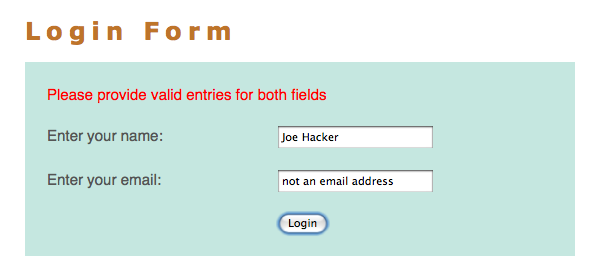 Login Form
Please provide valid entries for both fields
Enter your name: Joe Hacker
Enter your email: not an email address
Login